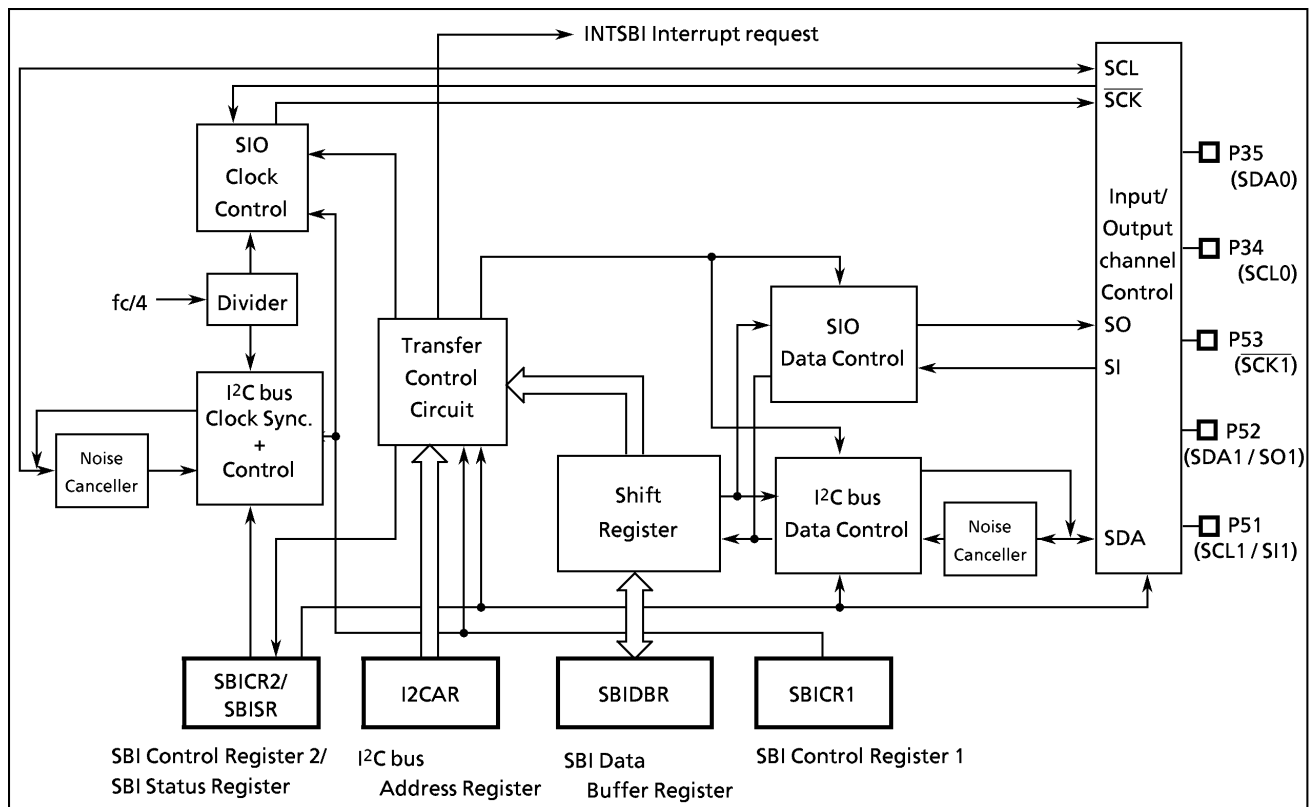 INTSBI Interrupt request
SCL
SCK
SIO
Clock
Control
P35
(SDA0)
Input/
Output
channel
Control
P34
(SCL0)
fc/4
Divider
SO
SI
SIO
Data Control
P53
(SCK1)
Transfer
Control
Circuit
I²C bus
Clock Sync.
+
Control
Noise
Canceller
P52
(SDA1 / SO1)
Shift
Register
I²C bus
Data Control
Noise
Canceller
SDA
P51
(SCL1 / SI1)
SBICR2/
SBISR
I2CAR
SBIDBR
SBICR1
SBI Control Register 2/
SBI Status Register
I²C bus
Address Register
SBI Data
Buffer Register
SBI Control Register 1